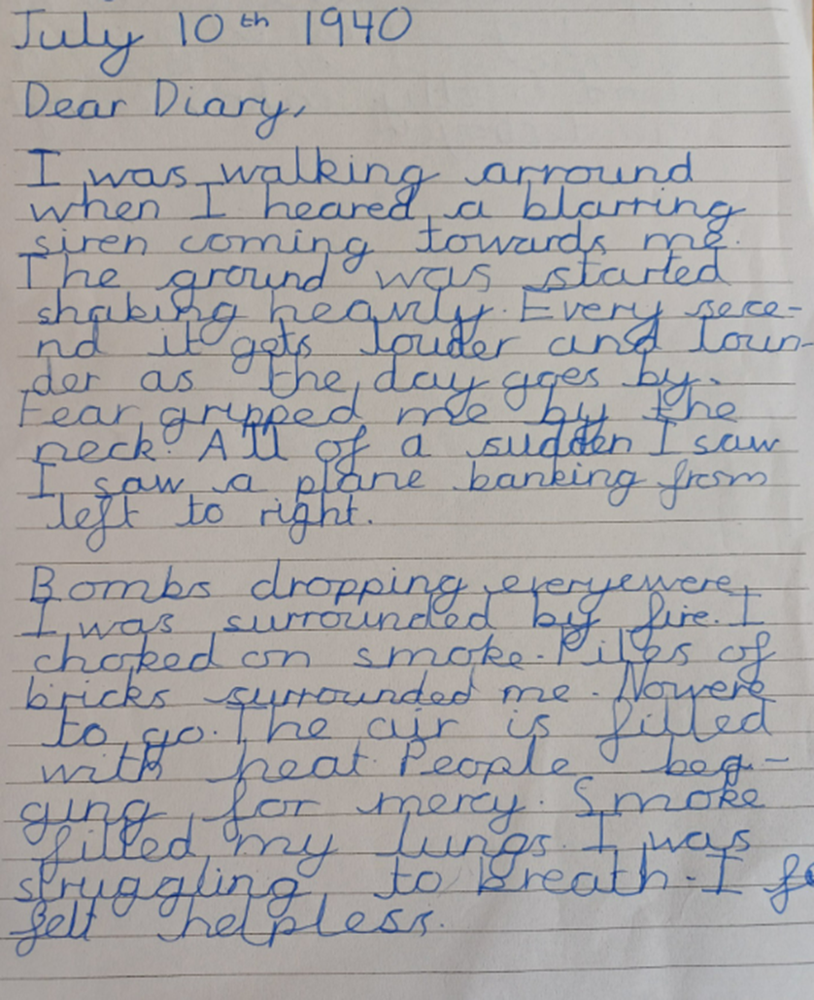 July 10th 1940
Dear Diary,
I was walking arround
when I heared a blarring
siren coming towards me.
The ground was started
shaking heavily. Every sece-
nd it gets louder and loun-
der as the day goes by.
Fear gripped me by the
neck. All of a sudden I saw
I saw a plane banking from
left to right.
Bombs dropping everyewere,
I was surrounded by fire. I
choked on smoke. Piles of
bricks surrounded me. Nowere
to go. The air is filled
with heat. People beg-
ging for mercy. Smoke
filled my lungs. I was
struggling to breath. I fe
felt helpless.